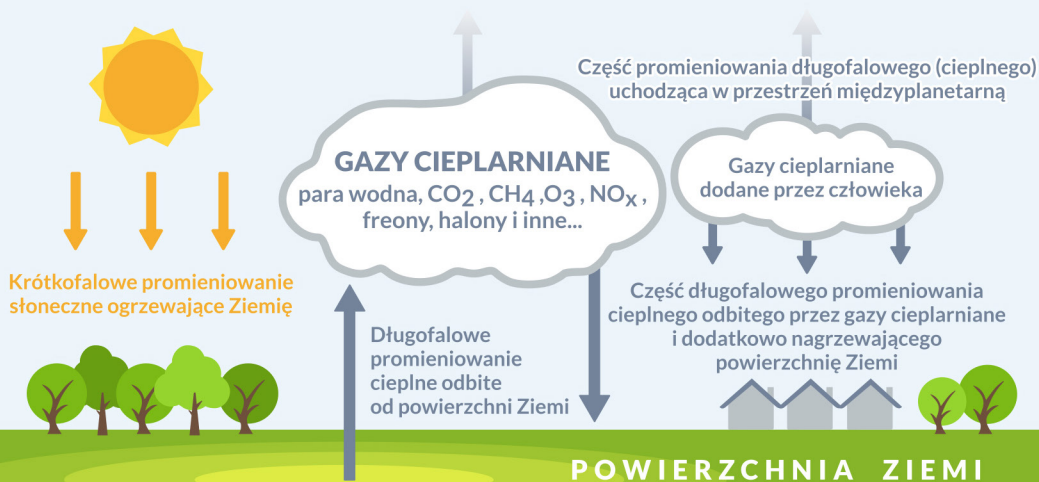 Część promieniowania długofalowego (cieplnego)
uchodząca w przestrzeń międzyplanetarną
GAZY CIEPLARNIANE
para wodna, CO2 , CH4 ,O3 , NOx ,
freony, halony i inne...
Gazy cieplarniane
dodane przez człowieka
Krótkofalowe promieniowanie
słoneczne ogrzewające Ziemię
Długofalowe
promieniowanie
cieplne odbite
od powierzchni Ziemi
Część długofalowego promieniowania
cieplnego odbitego przez gazy cieplarniane
i dodatkowo nagrzewającego
powierzchnię Ziemi
POWIERZCHNIA ZIEMI